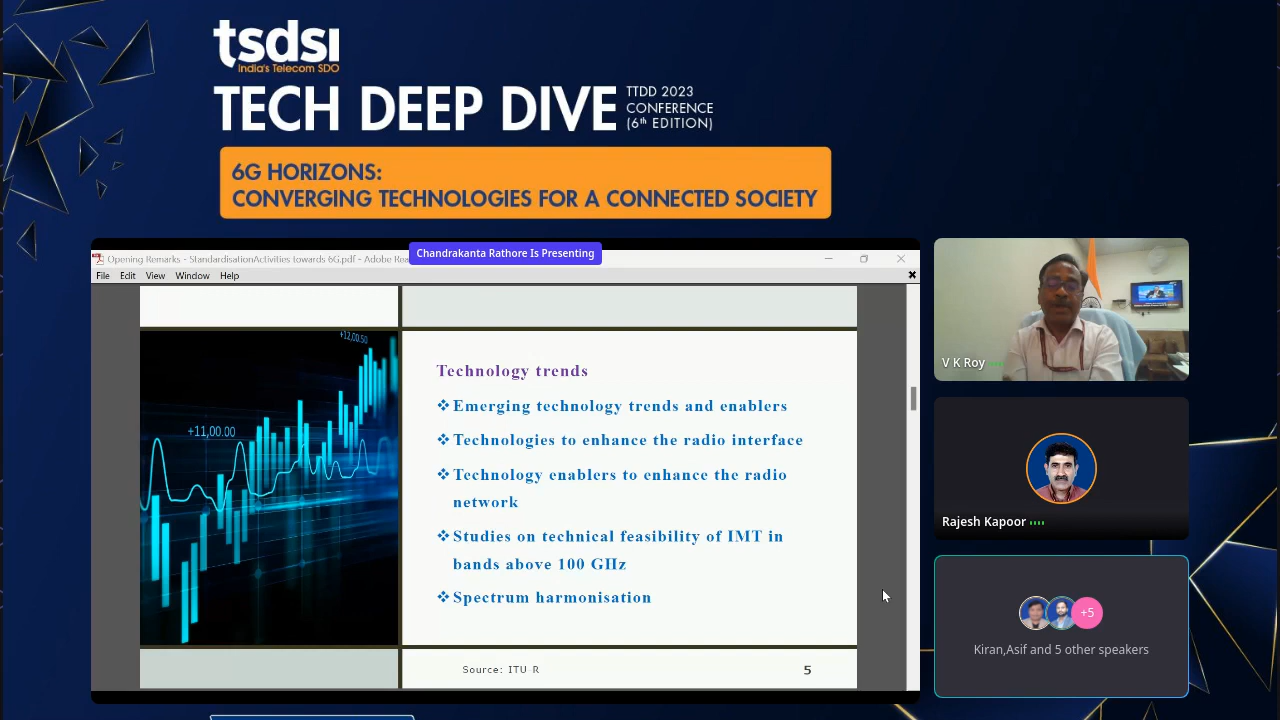 tsdsi
India's Telecom SDO
TECH DEEP DIVE
TTDD 2023
CONFERENCE
(6th EDITION)
6G HORIZONS:
CONVERGING TECHNOLOGIES FOR A CONNECTED SOCIETY
Chandrakanta Rathore Is Presenting
Opening Remarks - StandardisationActivities towards 6G.pdf - Adobe Rea
File Edit View Window Help
+12,00.50
+11,00.00
Technology trends
❖Emerging technology trends and enablers
❖Technologies to enhance the radio interface
❖Technology enablers to enhance the radio
network
❖Studies on technical feasibility of IMT in
bands above 100 GHz
❖Spectrum harmonisation
Source: ITU R
5
V K Roy
Rajesh Kapoor
+5
Kiran,Asif and 5 other speakers